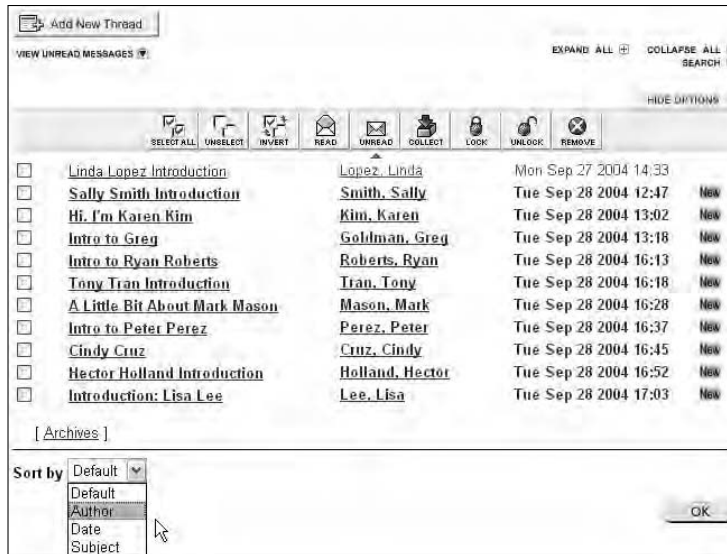 Add New Thread
VIEW UNREAD MESSAGES
EXPAND ALL COLLAPSE ALL
SEARCH
HIDE OPTIONS
SELECT ALL UNSELECT INVERT READ UNREAD COLLECT LOCK UNLOCK REMOVE
Linda Lopez Introduction Lopez, Linda Mon Sep 27 2004 14:33
Sally Smith Introduction Smith, Sally Tue Sep 28 2004 12:47 New
Hi, I'm Karen Kim Kim, Karen Tue Sep 28 2004 13:02 New
Intro to Greg Goldman, Greg Tue Sep 28 2004 13:18 New
Intro to Ryan Roberts Roberts, Ryan Tue Sep 28 2004 16:13 New
Tony Tran Introduction Tran, Tony Tue Sep 28 2004 16:18 New
A Little Bit About Mark Mason Mason, Mark Tue Sep 28 2004 16:28 New
Intro to Peter Perez Perez, Peter Tue Sep 28 2004 16:37 New
Cindy Cruz Cruz, Cindy Tue Sep 28 2004 16:45 New
Hector Holland Introduction Holland, Hector Tue Sep 28 2004 16:52 New
Introduction: Lisa Lee Lee, Lisa Tue Sep 28 2004 17:03 New
[ Archives ]
Sort by Default
Default
Author
Date
Subject
OK